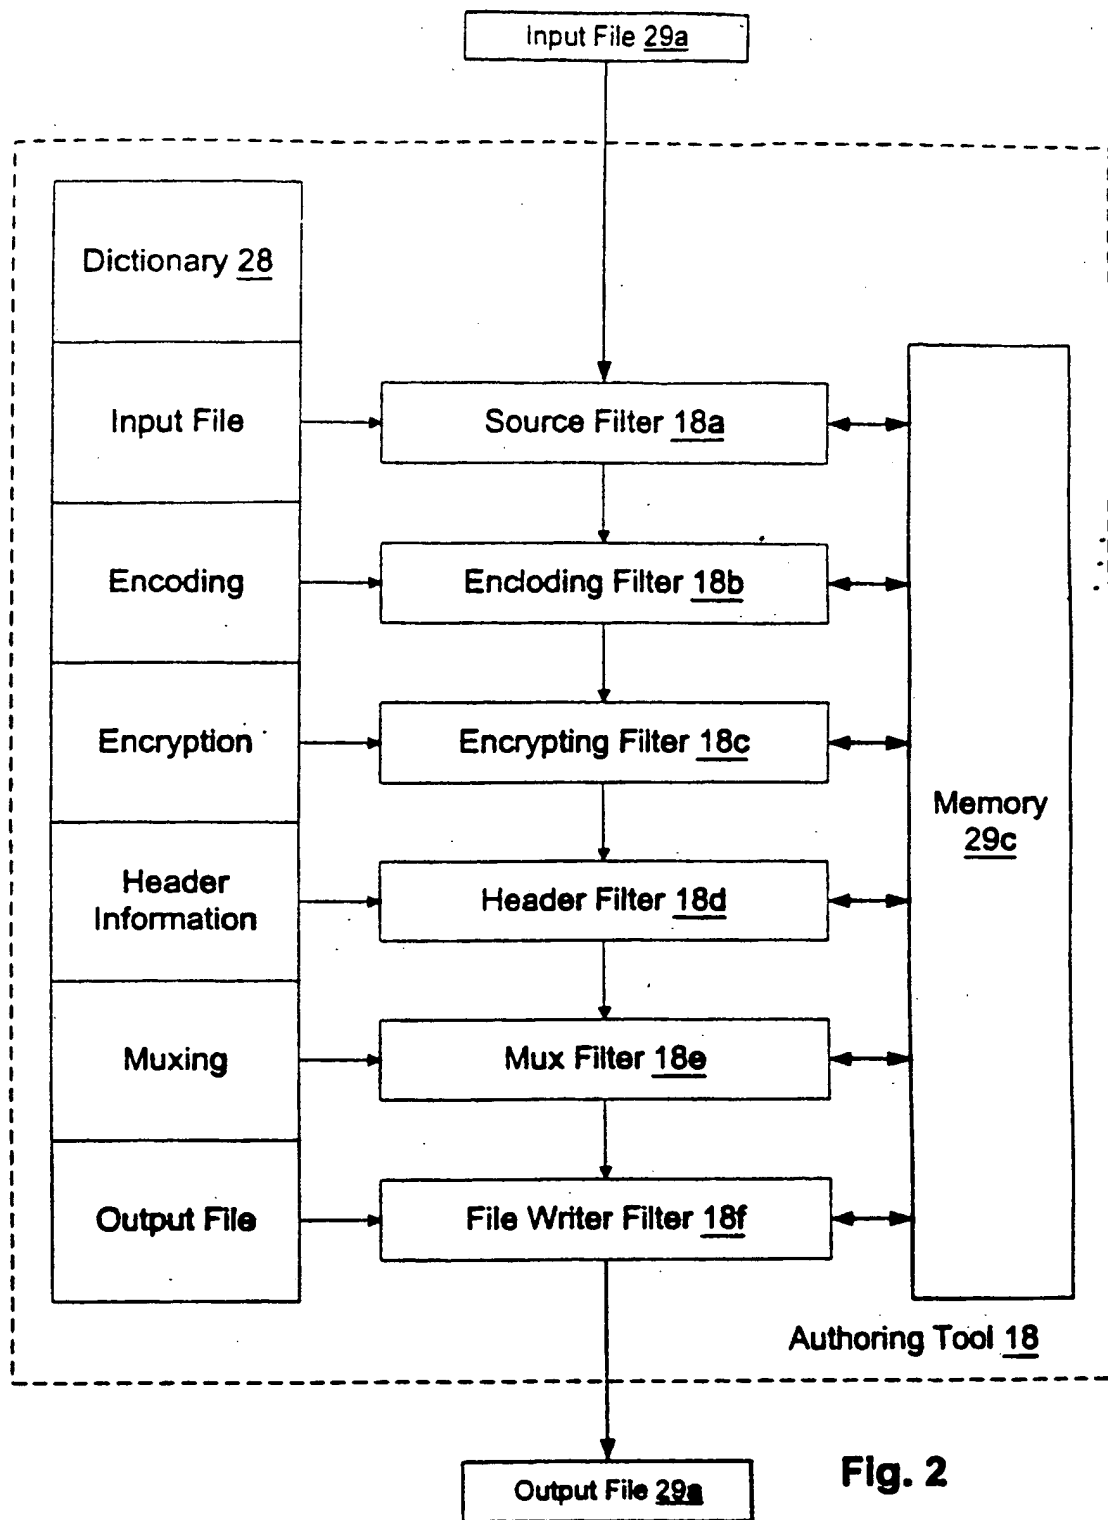 Input File 29a
Dictionary 28
Input File
Source Filter 18a
Encoding
Encloding Filter 18b
Encryption
Encrypting Filter 18c
Memory
29c
Header
Information
Header Filter 18d
Muxing
Mux Filter 18e
Output File
File Writer Filter 18f
Authoring Tool 18
Output File 29a
Fig. 2